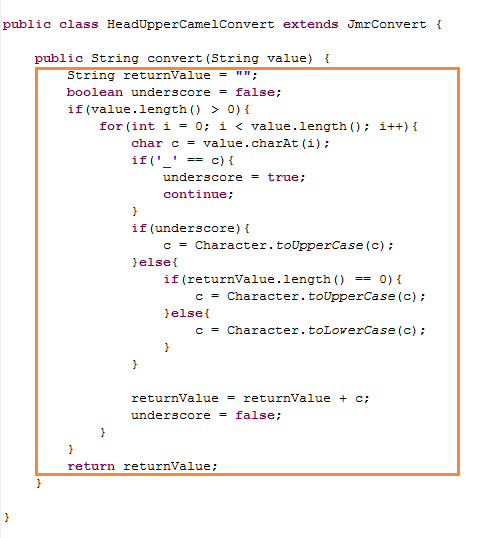 public class HeadUpperCamelConvert extends JmrConvert {
public String convert(String value) {
String returnValue = "";
boolean underscore = false;
if(value.length() > 0){
for(int i = 0; i < value.length(); i++){
char c = value.charAt(i);
if('_' == c){
underscore = true;
continue;
}
if(underscore){
c = Character.toUpperCase(c);
}else{
if(returnValue.length() == 0){
c = Character.toUpperCase(c);
}else{
c = Character.toLoverCase(c);
}
}
returnValue = returnValue + c;
underscore = false;
}
}
return returnValue;
}
}